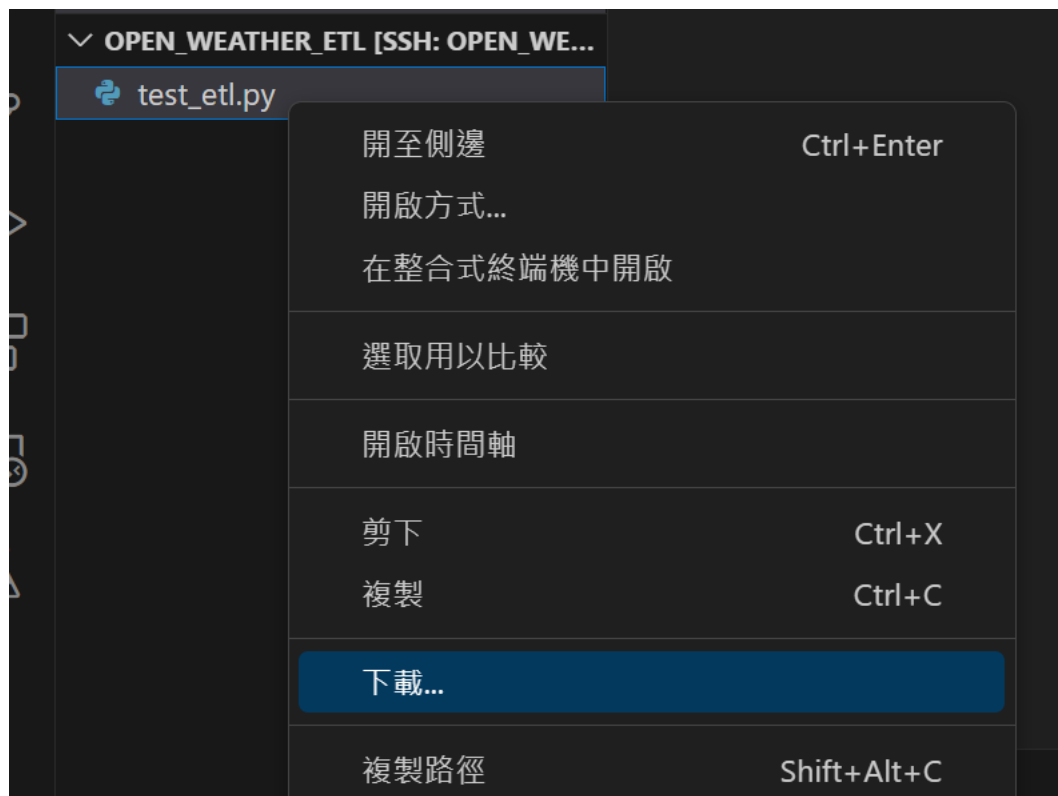 OPEN_WEATHER_ETL [SSH: OPEN_WE...
test_etl.py
開至側邊 Ctrl+Enter
開啟方式...
在整合式終端機中開啟
選取用以比較
開啟時間軸
剪下 Ctrl+X
複製 Ctrl+C
下載...
複製路徑 Shift+Alt+C